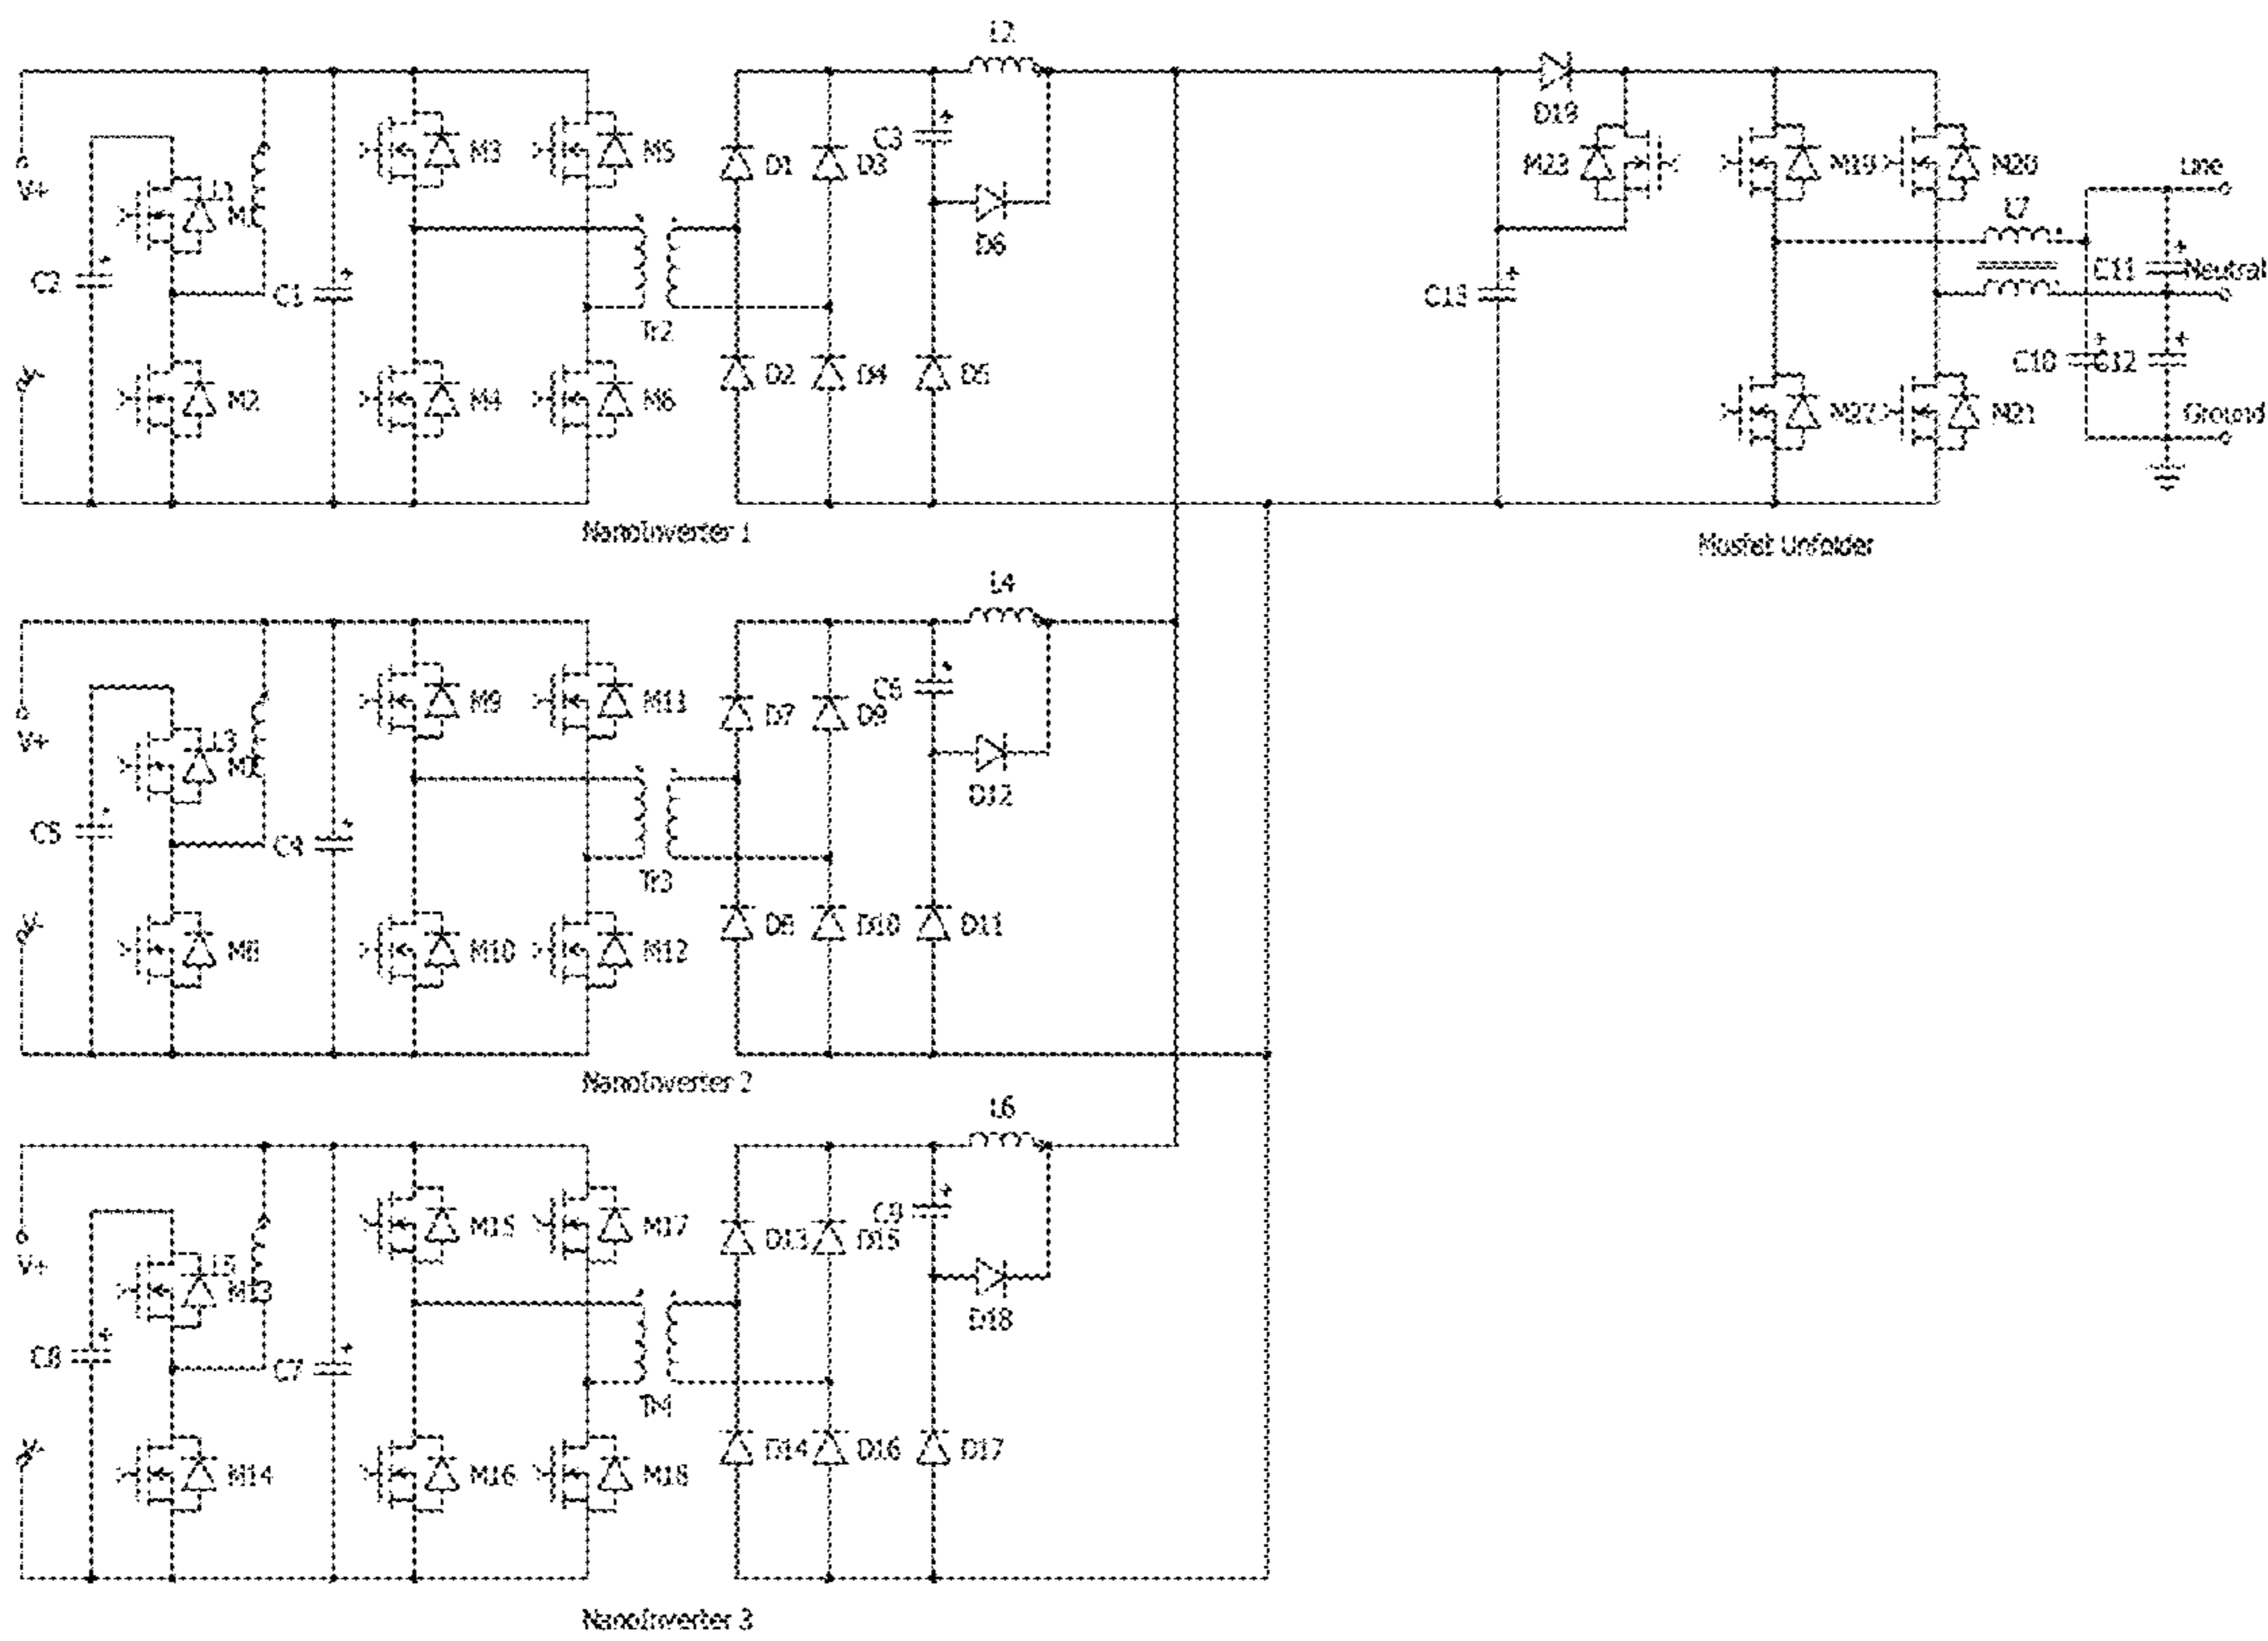 L2
D19
C3
M3
M5
D1
D3
M23
M19
M20
Line
V+
L1
D6
L7
C2
C1
Tr2
C13
C11
Neutral
V-
M2
M4
M6
D2
D4
D5
C10
C12
M21
Ground
NanoInverter 1
Mosfet Unfolder
L4
C6
M9
M11
D7
D9
V+
L3
D12
C5
Tr3
V-
M8
M10
M12
D8
D10
D11
NanoInverter 2
L6
C9
M15
M17
D13
D15
V+
L5
M13
D18
C8
C7
Tr4
V-
M14
M16
M18
D14
D16
D17
NanoInverter 3